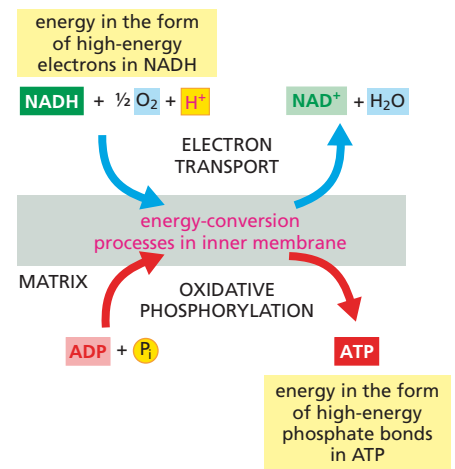 energy in the form
of high-energy
electrons in NADH
NADH + ½ O₂ + H⁺
NAD⁺ + H₂O
ELECTRON
TRANSPORT
energy-conversion
processes in inner membrane
MATRIX
OXIDATIVE
PHOSPHORYLATION
ADP + Pᵢ
ATP
energy in the form
of high-energy
phosphate bonds
in ATP